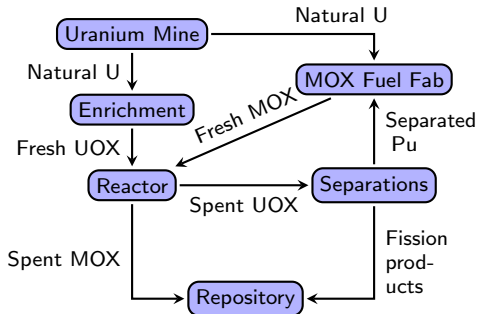 Natural U
Uranium Mine
Natural U
MOX Fuel Fab
Enrichment
Fresh MOX
Separated
Pu
Fresh UOX
Reactor
Separations
Spent UOX
Spent MOX
Fission
prod-
ucts
Repository